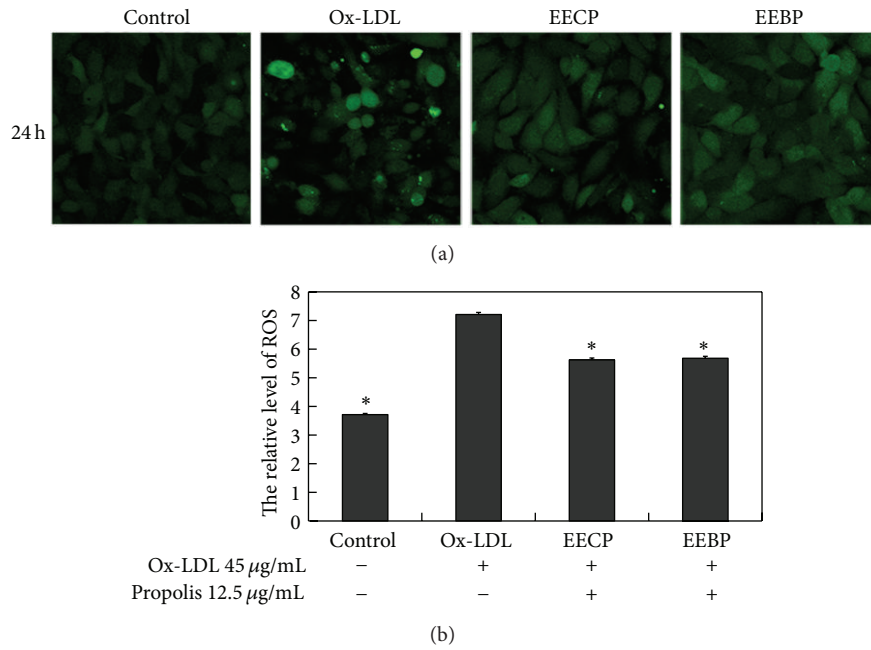 Control Ox-LDL EECP EEBP
24 h
(a)
8
7
6
5
4
3
2
1
0
The relative level of ROS
* * *
Control Ox-LDL EECP EEBP
Ox-LDL 45 μg/mL − + + +
Propolis 12.5 μg/mL − − + +
(b)